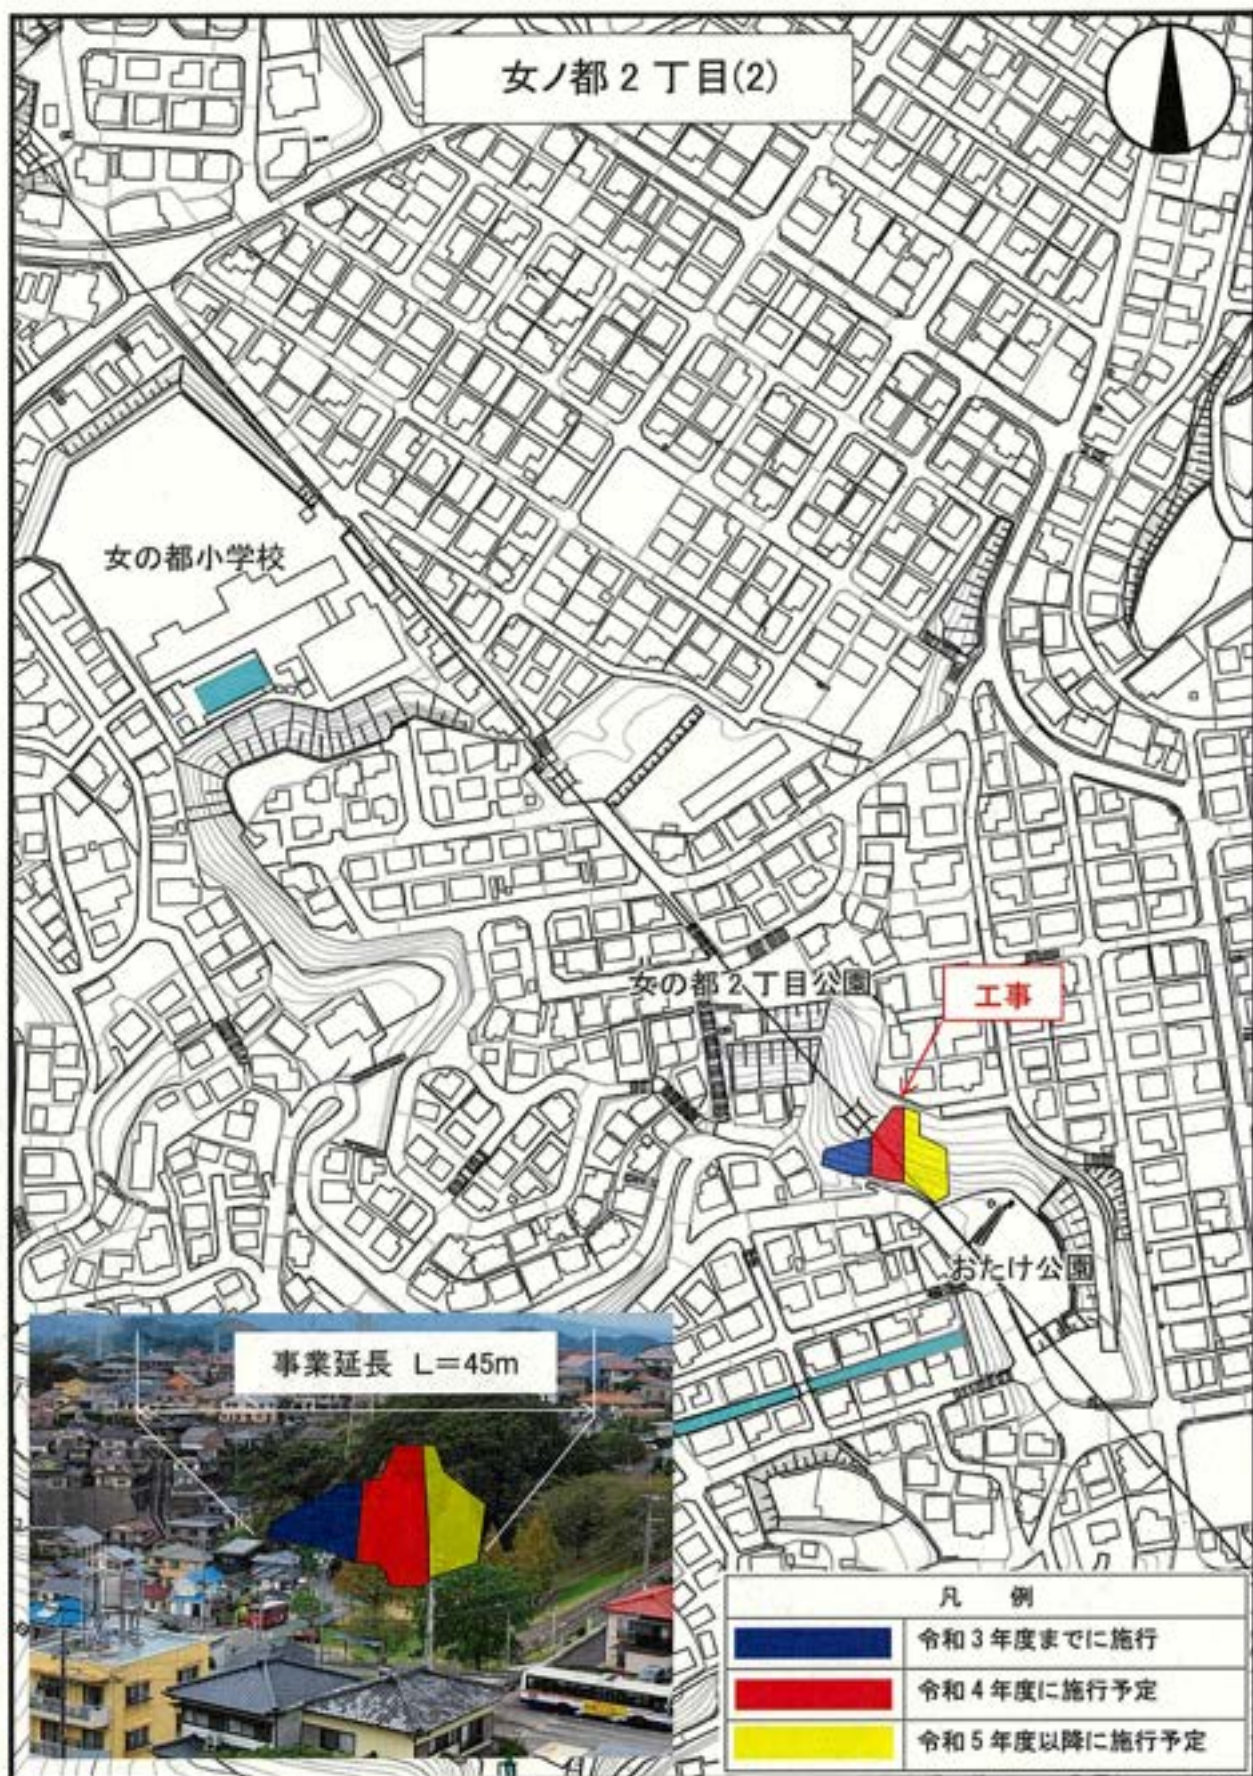 女ノ都2丁目(2)
女の都小学校
女の都2丁目公園
工事
おたけ公園
事業延長 L=45m
凡 例
令和3年度までに施行
令和4年度に施行予定
令和5年度以降に施行予定